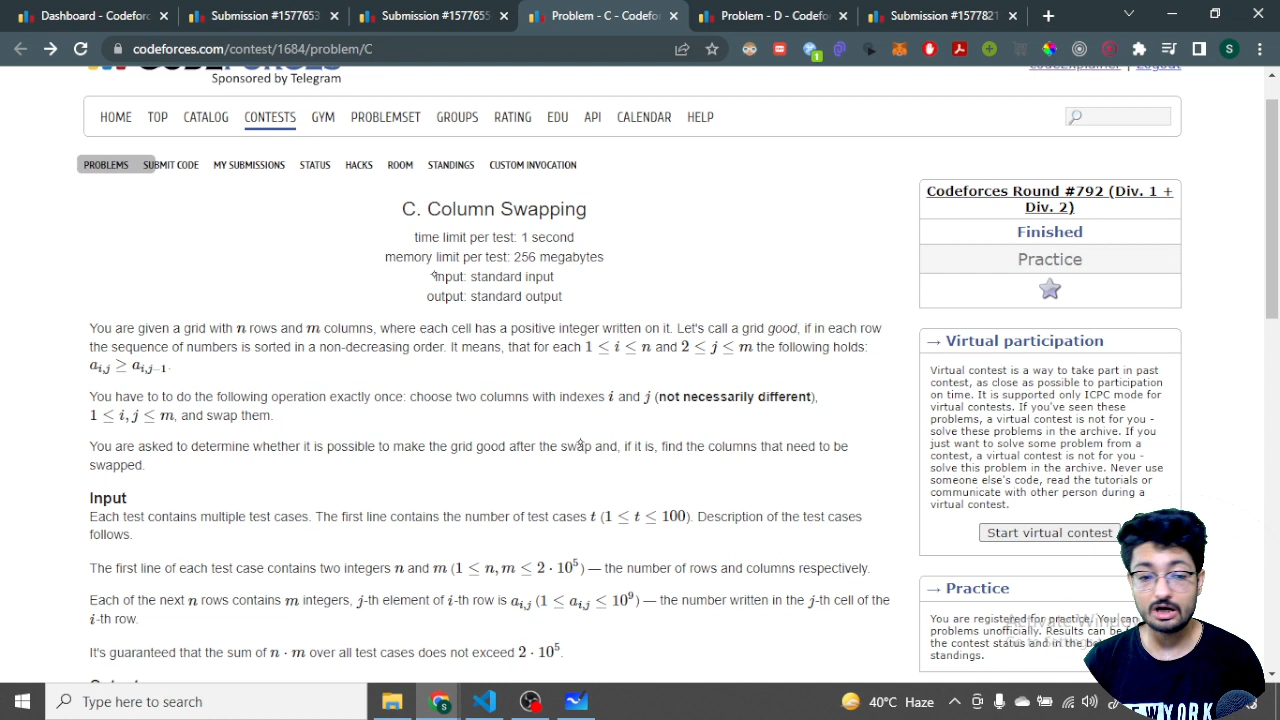 Dashboard - Codeforc
Submission #1577653
Submission #1577655
Problem - C - Codefor
Problem - D - Codefor
Submission #1577821
codeforces.com/contest/1684/problem/C
Sponsored by Telegram
HOME TOP CATALOG CONTESTS GYM PROBLEMSET GROUPS RATING EDU API CALENDAR HELP
PROBLEMS SUBMIT CODE MY SUBMISSIONS STATUS HACKS ROOM STANDINGS CUSTOM INVOCATION
C. Column Swapping
time limit per test: 1 second
memory limit per test: 256 megabytes
input: standard input
output: standard output
You are given a grid with n rows and m columns, where each cell has a positive integer written on it. Let's call a grid good, if in each row
the sequence of numbers is sorted in a non-decreasing order. It means, that for each 1 ≤ i ≤ n and 2 ≤ j ≤ m the following holds:
a_{i,j} ≥ a_{i,j−1}.
You have to to do the following operation exactly once: choose two columns with indexes i and j (not necessarily different),
1 ≤ i, j ≤ m, and swap them.
You are asked to determine whether it is possible to make the grid good after the swap and, if it is, find the columns that need to be
swapped.
Input
Each test contains multiple test cases. The first line contains the number of test cases t (1 ≤ t ≤ 100). Description of the test cases
follows.
The first line of each test case contains two integers n and m (1 ≤ n, m ≤ 2 · 10^5) — the number of rows and columns respectively.
Each of the next n rows contains m integers, j-th element of i-th row is a_{i,j} (1 ≤ a_{i,j} ≤ 10^9) — the number written in the j-th cell of the
i-th row.
It's guaranteed that the sum of n · m over all test cases does not exceed 2 · 10^5.
Codeforces Round #792 (Div. 1 +
Div. 2)
Finished
Practice
→ Virtual participation
Virtual contest is a way to take part in past
contest, as close as possible to participation
on time. It is supported only ICPC mode for
virtual contests. If you've seen these
problems, a virtual contest is not for you -
solve these problems in the archive. If you
just want to solve some problem from a
contest, a virtual contest is not for you -
solve this problem in the archive. Never use
someone else's code, read the tutorials or
communicate with other person during a
virtual contest.
Start virtual contest
→ Practice
You are registered for practice. You can
problems unofficially. Results can be
the contest status and in the
standings.
Type here to search
40°C Haze